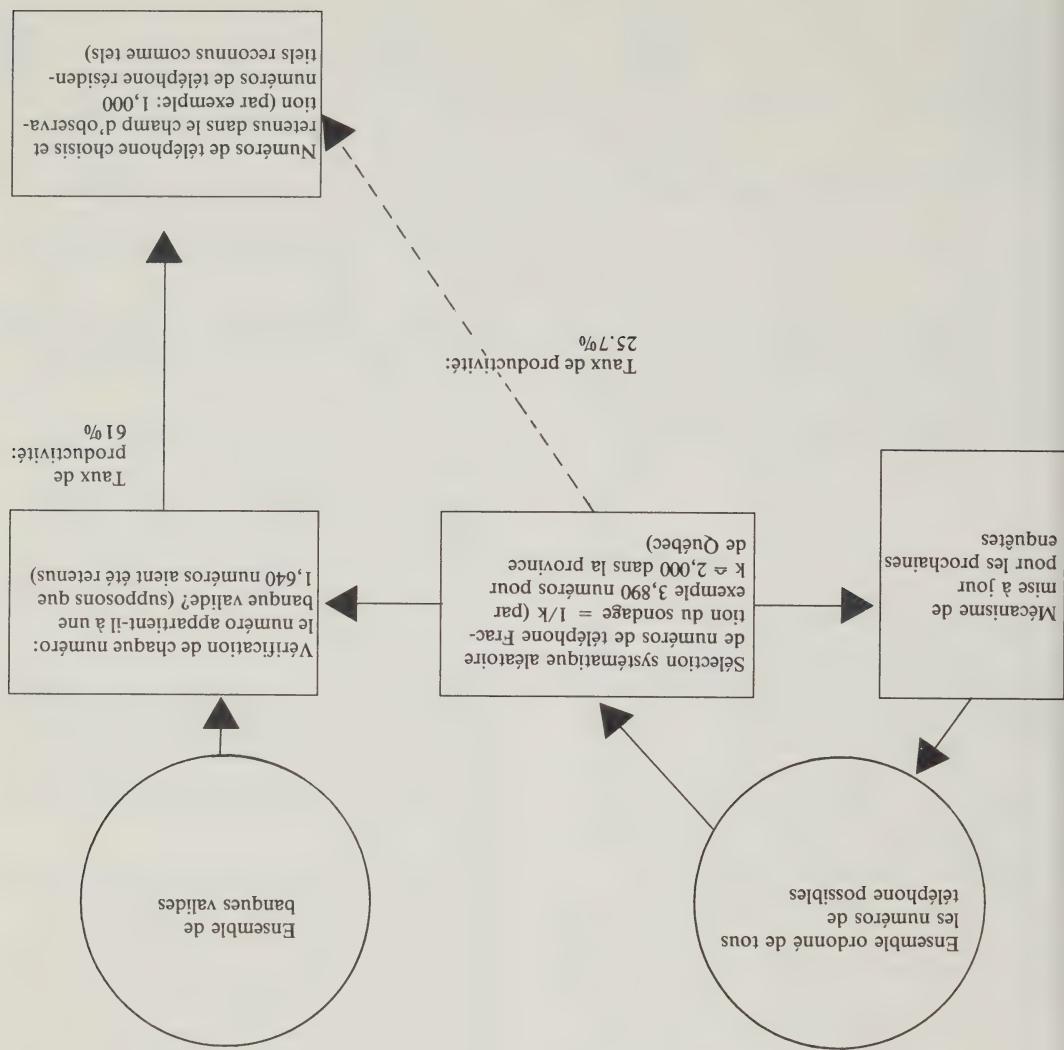 Ensemble ordonné de tous
les numéros de
téléphone possibles
Ensemble de
banques valides
Mécanisme de
mise à jour
pour les prochaines
enquêtes
Sélection systématique aléatoire
de numéros de téléphone Frac-
tion du sondage = 1/k (par
exemple 3,890 numéros pour
k ≏ 2,000 dans la province
de Québec)
Vérification de chaque numéro:
le numéro appartient-il à une
banque valide? (supposons que
1,640 numéros aient été retenus)
Taux de
productivité:
61%
Taux de productivité:
25.7%
Numéros de téléphone choisis et
retenus dans le champ d'observa-
tion (par exemple: 1,000
numéros de téléphone résiden-
tiels reconnus comme tels)